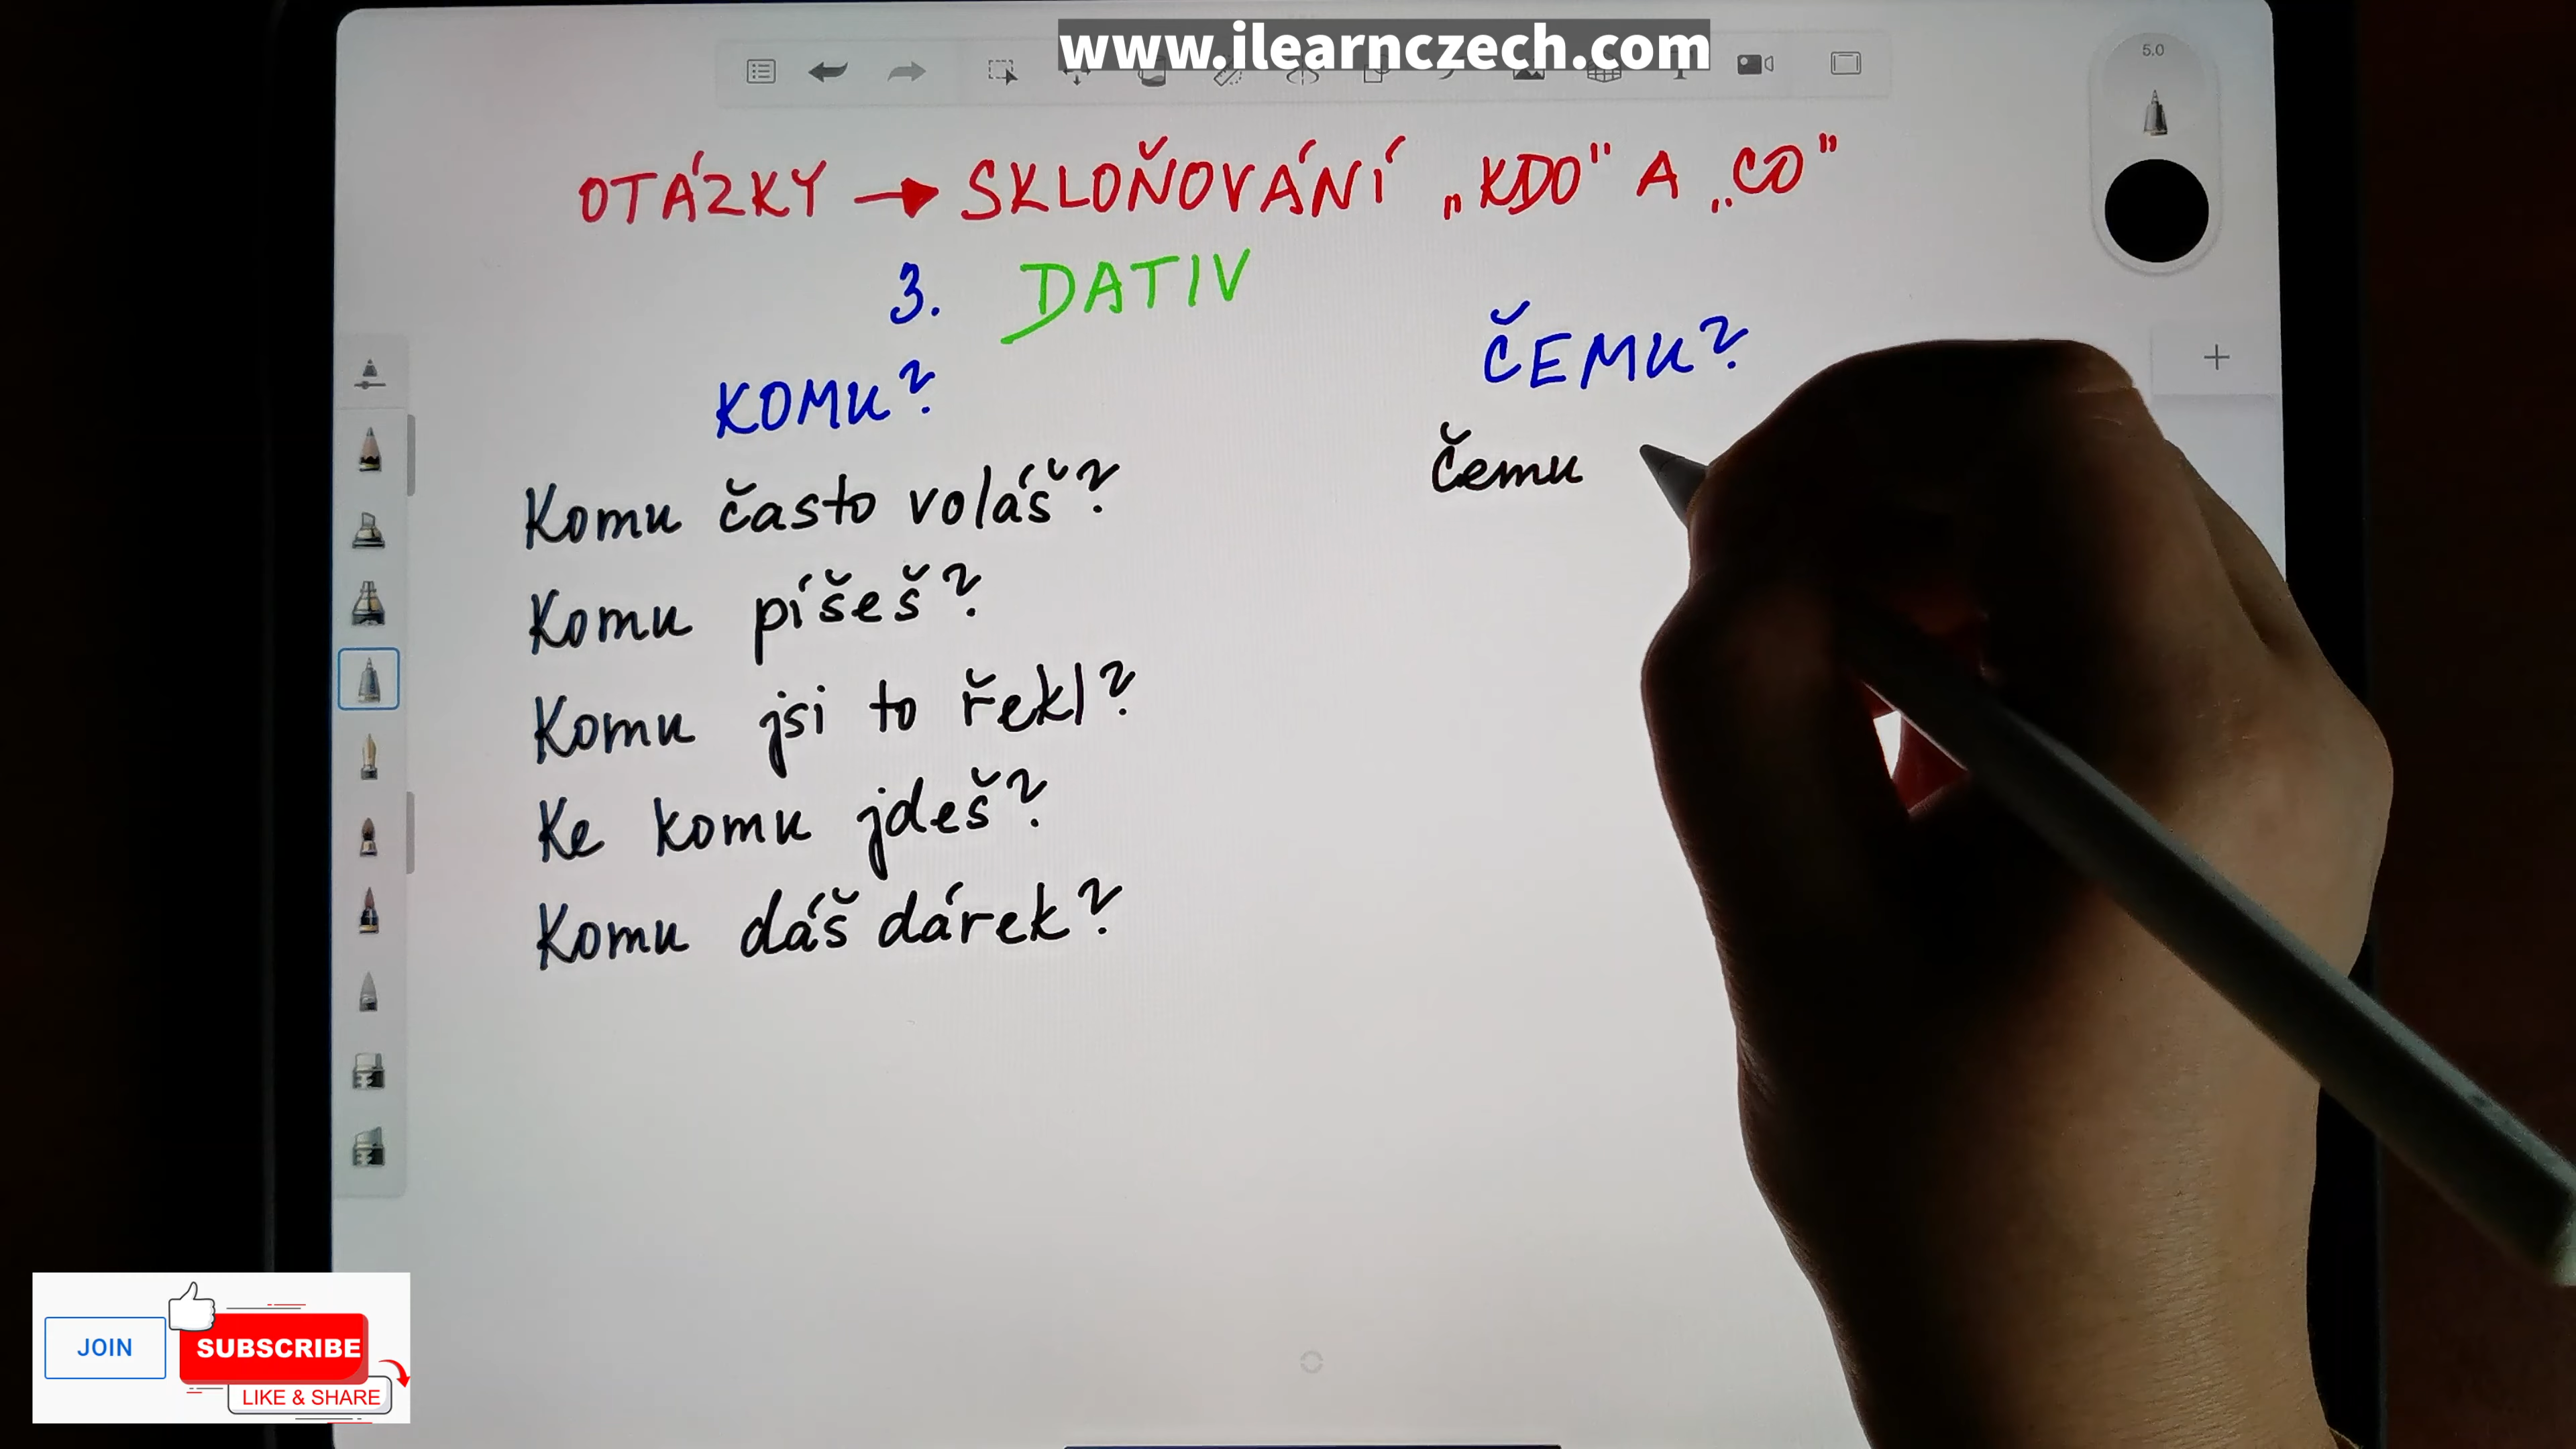 www.ilearnczech.com
5.0
OTÁZKY → SKLOŇOVÁNÍ „KDO" A „CO"
3. DATIV
KOMU?
ČEMU?
Komu často voláš?
Čemu
Komu píšeš?
Komu jsi to řekl?
Ke komu jdeš?
Komu dáš dárek?
JOIN
SUBSCRIBE
LIKE & SHARE